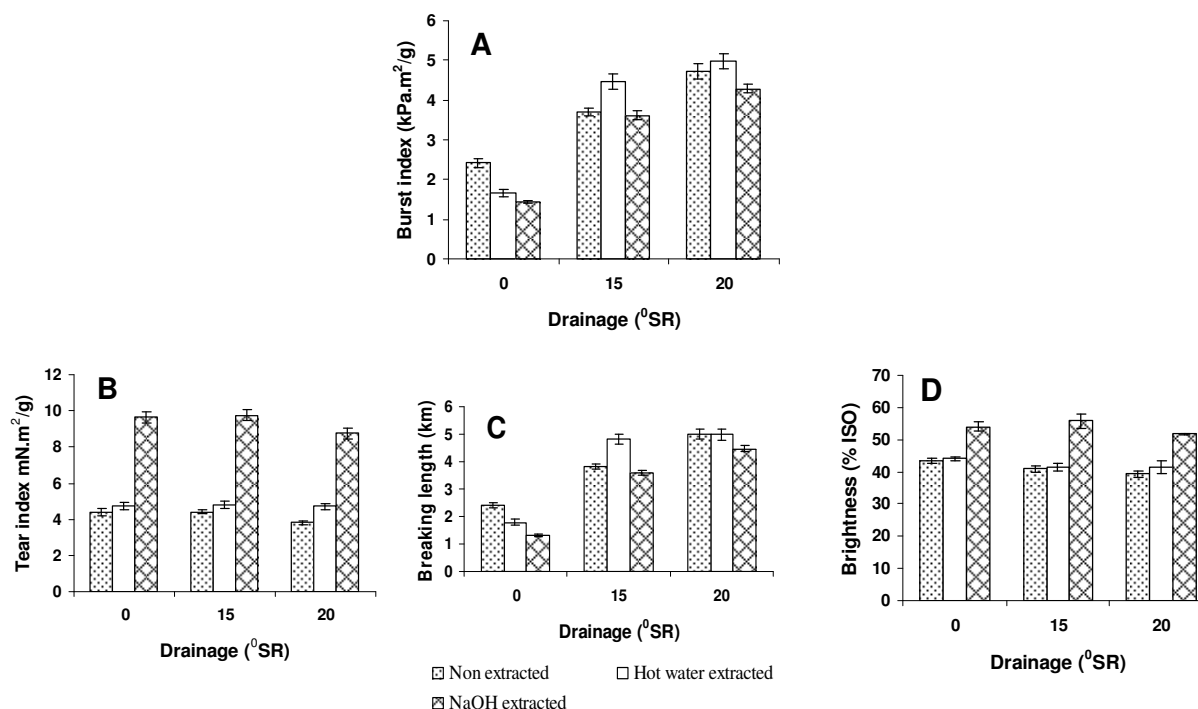 A
Burst index (kPa.m²/g)
6
5
4
3
2
1
0
0 15 20
Drainage (⁰SR)
B
Tear index mN.m²/g)
12
10
8
6
4
2
0
0 15 20
Drainage (⁰SR)
C
Breaking length (km)
6
5
4
3
2
1
0
0 15 20
Drainage (⁰SR)
D
Brightness (% ISO)
70
60
50
40
30
20
10
0
0 15 20
Drainage (⁰SR)
Non extracted Hot water extracted
NaOH extracted